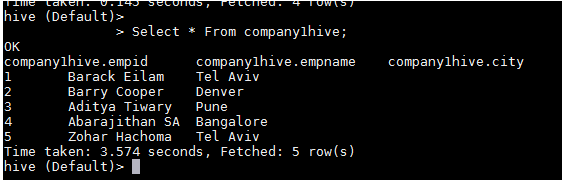 Time taken: 0.145 seconds, Fetched: 4 row(s)
hive (Default)>
> Select * From company1hive;
OK
company1hive.empid company1hive.empname company1hive.city
1 Barack Eilam Tel Aviv
2 Barry Cooper Denver
3 Aditya Tiwary Pune
4 Abarajithan SA Bangalore
5 Zohar Hachoma Tel Aviv
Time taken: 3.574 seconds, Fetched: 5 row(s)
hive (Default)>